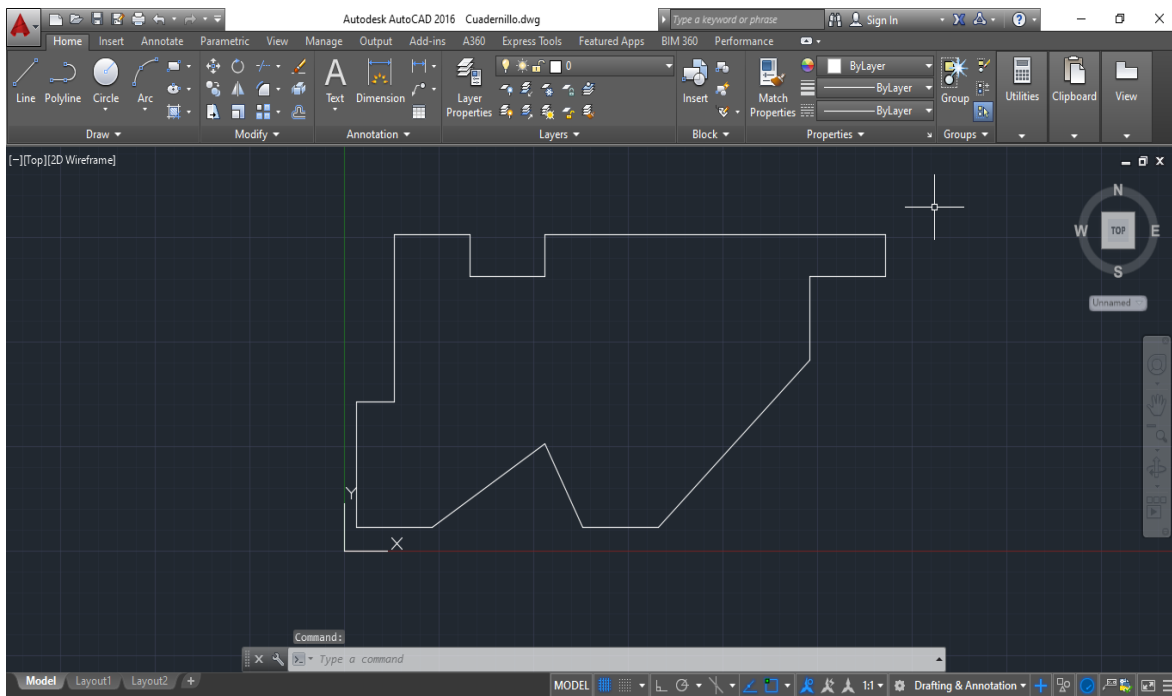 Autodesk AutoCAD 2016 Cuadernillo.dwg
Type a keyword or phrase
Sign In
Home Insert Annotate Parametric View Manage Output Add-ins A360 Express Tools Featured Apps BIM 360 Performance
Line Polyline Circle Arc
Text Dimension
Layer Properties
0
Insert
Match Properties
ByLayer
ByLayer
ByLayer
Group
Utilities Clipboard View
Draw Modify Annotation Layers Block Properties Groups
[-][Top][2D Wireframe]
N
W TOP E
S
Unnamed
Y
X
Command:
Type a command
Model Layout1 Layout2 +
MODEL 1:1 Drafting & Annotation